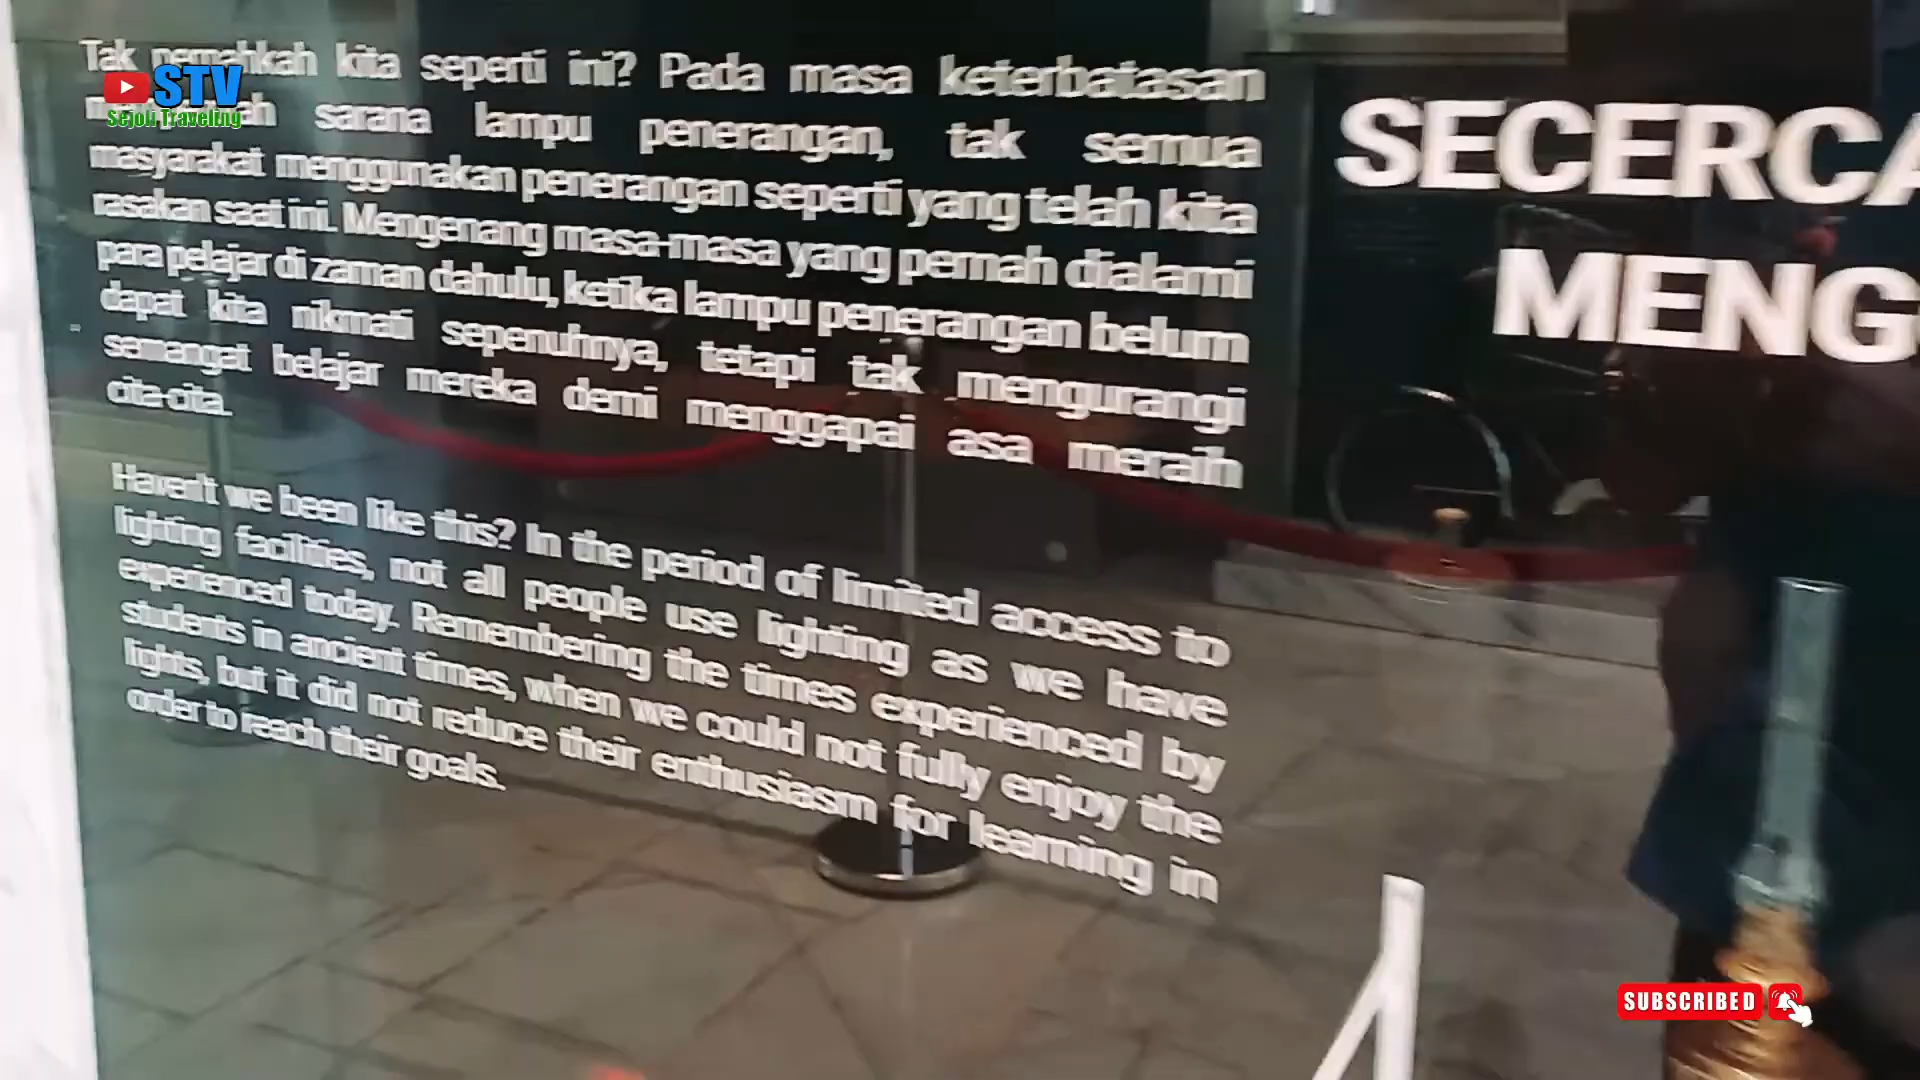 Tak pernahkah kita seperti ini? Pada masa keterbatasan
sarana lampu penerangan, tak semua
masyarakat menggunakan penerangan seperti yang telah kita
rasakan saat ini. Mengenang masa-masa yang pernah dialami
para pelajar di zaman dahulu, ketika lampu penerangan belum
dapat kita nikmati sepenuhnya, tetapi tak mengurangi
semangat belajar mereka demi menggapai asa meraih
cita-cita.
Haven't we been like this? In the period of limited access to
lighting facilities, not all people use lighting as we have
experienced today. Remembering the times experienced by
students in ancient times, when we could not fully enjoy the
lights, but it did not reduce their enthusiasm for learning in
order to reach their goals.
SECERCA
MENG
STV
Sejoli Traveling
SUBSCRIBED